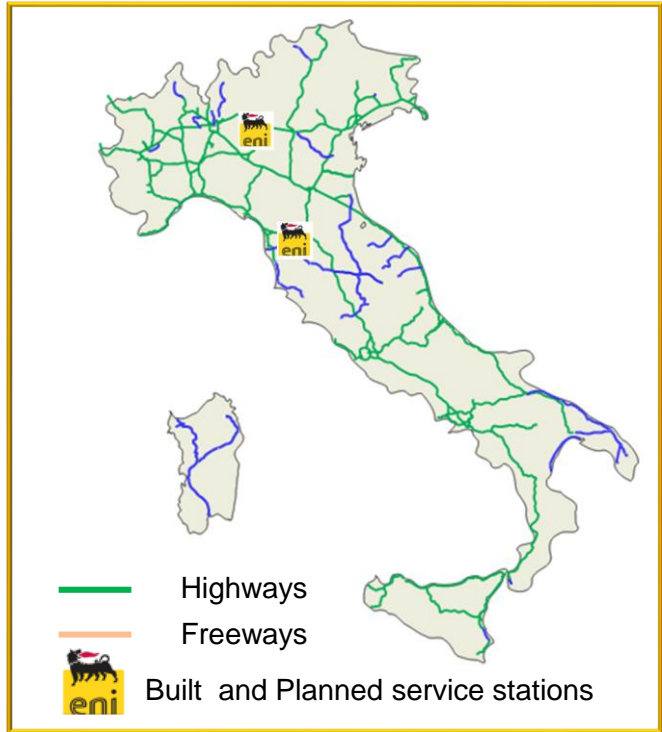 eni
eni
Highways
Freeways
eni
Built and Planned service stations